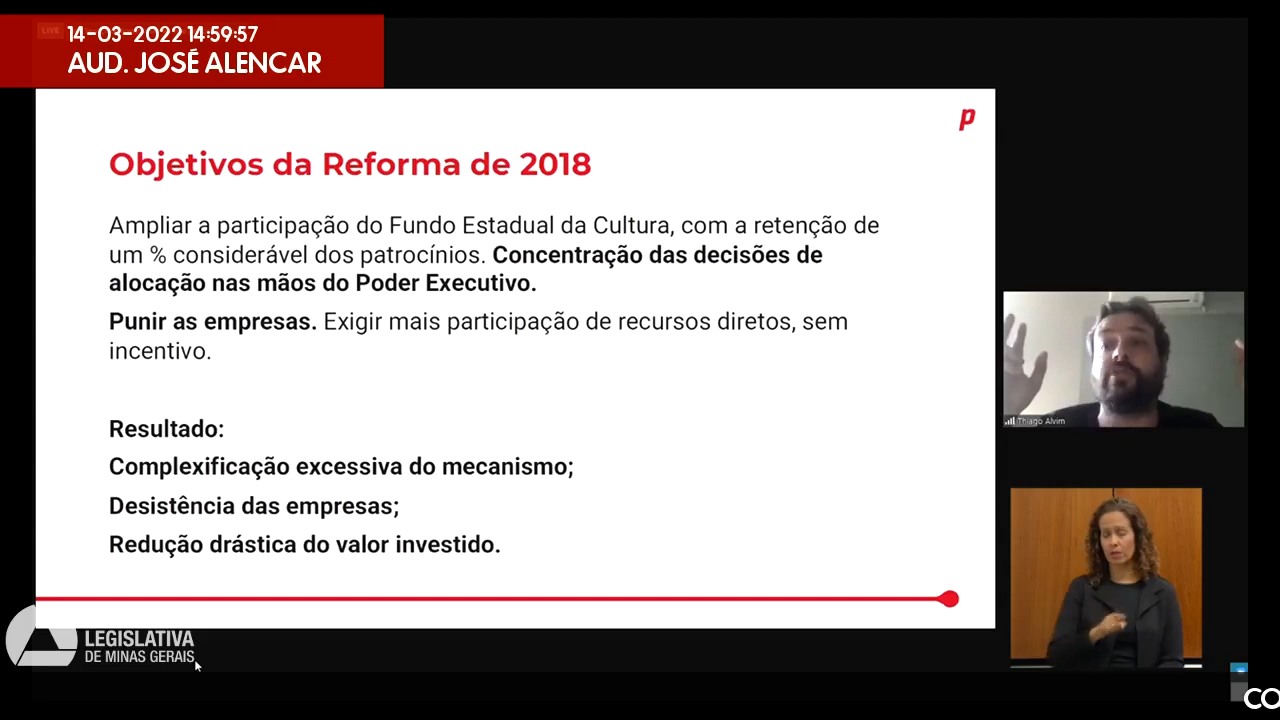 LIVE
14-03-2022 14:59:57
AUD. JOSÉ ALENCAR
p
Objetivos da Reforma de 2018
Ampliar a participação do Fundo Estadual da Cultura, com a retenção de
um % considerável dos patrocínios. Concentração das decisões de
alocação nas mãos do Poder Executivo.
Punir as empresas. Exigir mais participação de recursos diretos, sem
incentivo.
Resultado:
Complexificação excessiva do mecanismo;
Desistência das empresas;
Redução drástica do valor investido.
Thiago Alvim
LEGISLATIVA
DE MINAS GERAIS
CO